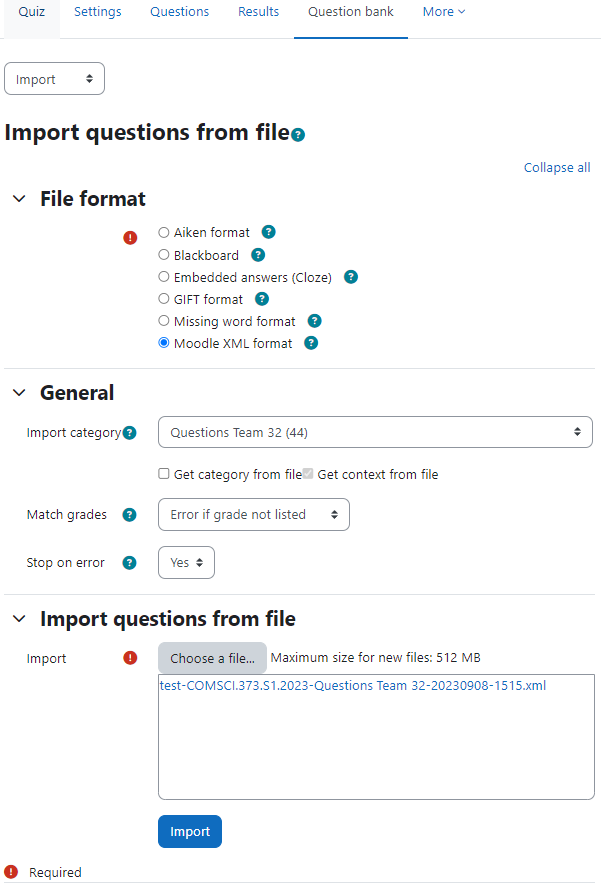 Quiz Settings Questions Results Question bank More
Import
Import questions from file ?
Collapse all
File format
! Aiken format ?
Blackboard ?
Embedded answers (Cloze) ?
GIFT format ?
Missing word format ?
Moodle XML format ?
General
Import category ? Questions Team 32 (44)
Get category from file Get context from file
Match grades ? Error if grade not listed
Stop on error ? Yes
Import questions from file
Import ! Choose a file... Maximum size for new files: 512 MB
test-COMSCI.373.S1.2023-Questions Team 32-20230908-1515.xml
Import
! Required